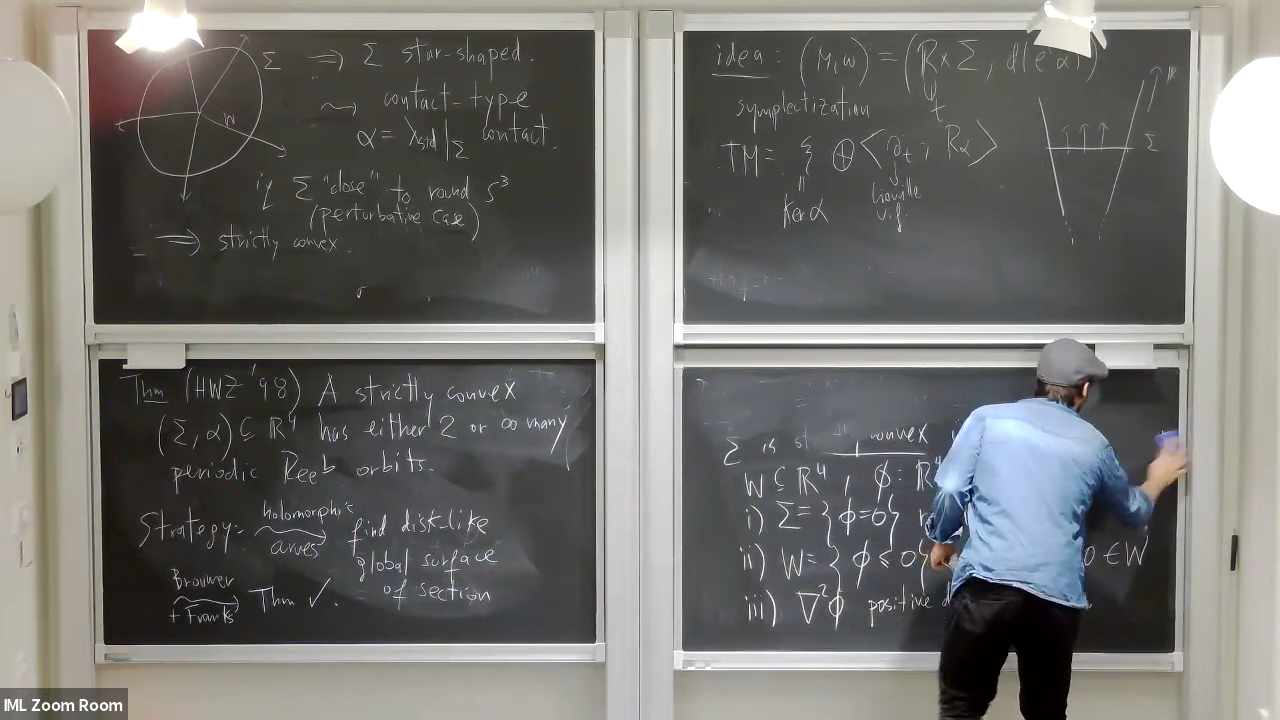 Σ ⟹ Σ star-shaped.
W ⇝ contact-type
α = λstd|Σ contact.
if Σ "close" to round S³
(perturbative case)
⟹ strictly convex.
Thm (HWZ '98) A strictly convex
(Σ, α) ⊆ ℝ⁴ has either 2 or ∞ many
periodic Reeb orbits.
Strategy: holomorphic curves find disk-like
global surface
of section
Brouwer + Franks Thm ✓.
idea: (M, ω) = (ℝ×Σ, d(eᵗα))
symplectization t
TM = ξ ⊕ <∂t, Rα>
ker α Liouville v.f.
Σ
Σ is convex
W ⊆ ℝ⁴, φ: ℝ⁴
i) Σ = {φ=0}
ii) W = {φ ≤ 0} 0 ∈ W
iii) ∇²φ positive
IML Zoom Room